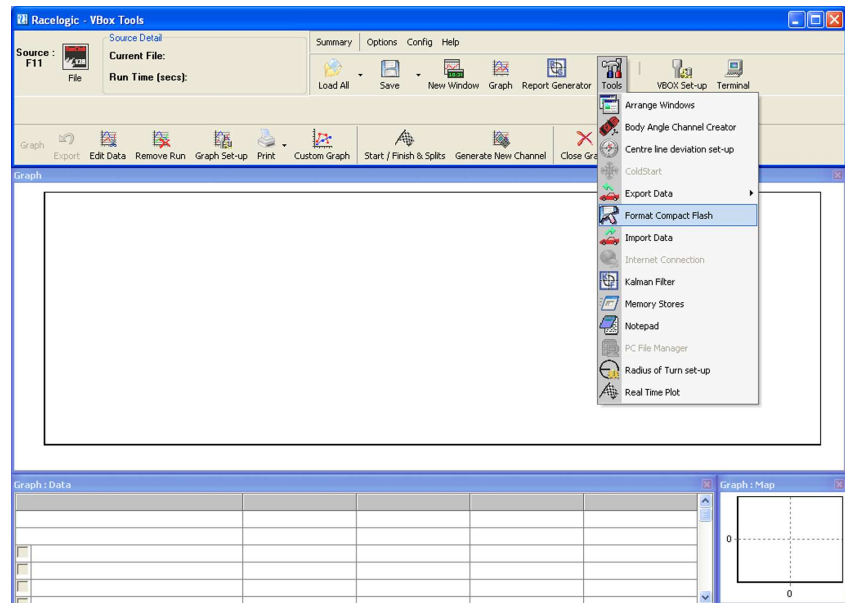 Racelogic - VBox Tools
Source :
F11
File
Source Detail
Current File:
Run Time (secs):
Summary Options Config Help
Load All Save New Window Graph Report Generator Tools VBOX Set-up Terminal
Graph Export Edit Data Remove Run Graph Set-up Print Custom Graph Start / Finish & Splits Generate New Channel Close Gra
Arrange Windows
Body Angle Channel Creator
Centre line deviation set-up
ColdStart
Export Data
Format Compact Flash
Import Data
Internet Connection
Kalman Filter
Memory Stores
Notepad
PC File Manager
Radius of Turn set-up
Real Time Plot
Graph
Graph : Data
Graph : Map
0
0